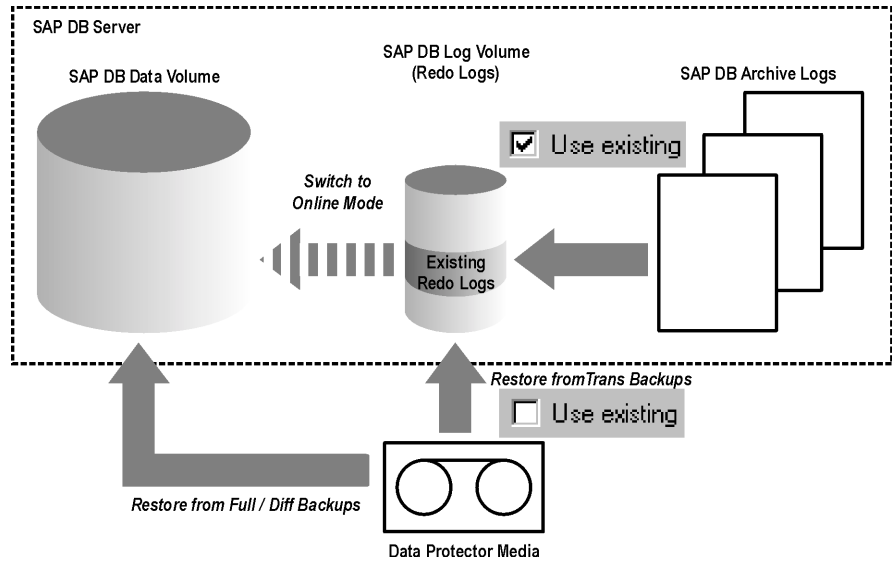 SAP DB Server
SAP DB Data Volume
SAP DB Log Volume
(Redo Logs)
SAP DB Archive Logs
Use existing
Switch to
Online Mode
Existing
Redo Logs
Restore fromTrans Backups
Use existing
Restore from Full / Diff Backups
Data Protector Media